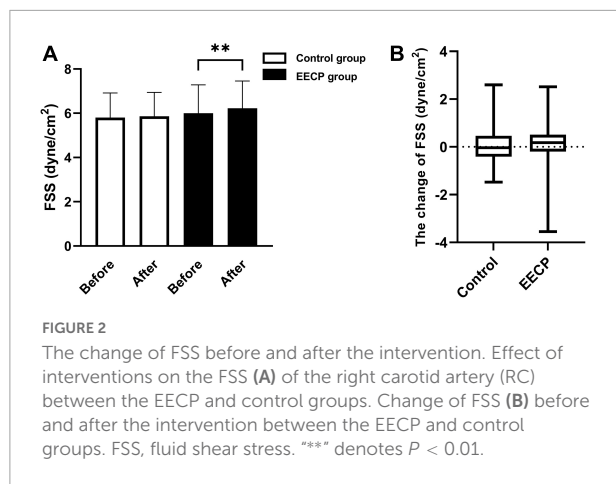 A
**
Control group
EECP group
FSS (dyne/cm²)
8
6
4
2
0
Before
After
Before
After
B
The change of FSS (dyne/cm²)
4
2
0
-2
-4
Control
EECP
FIGURE 2
The change of FSS before and after the intervention. Effect of
interventions on the FSS (A) of the right carotid artery (RC)
between the EECP and control groups. Change of FSS (B) before
and after the intervention between the EECP and control
groups. FSS, fluid shear stress. “**” denotes P < 0.01.